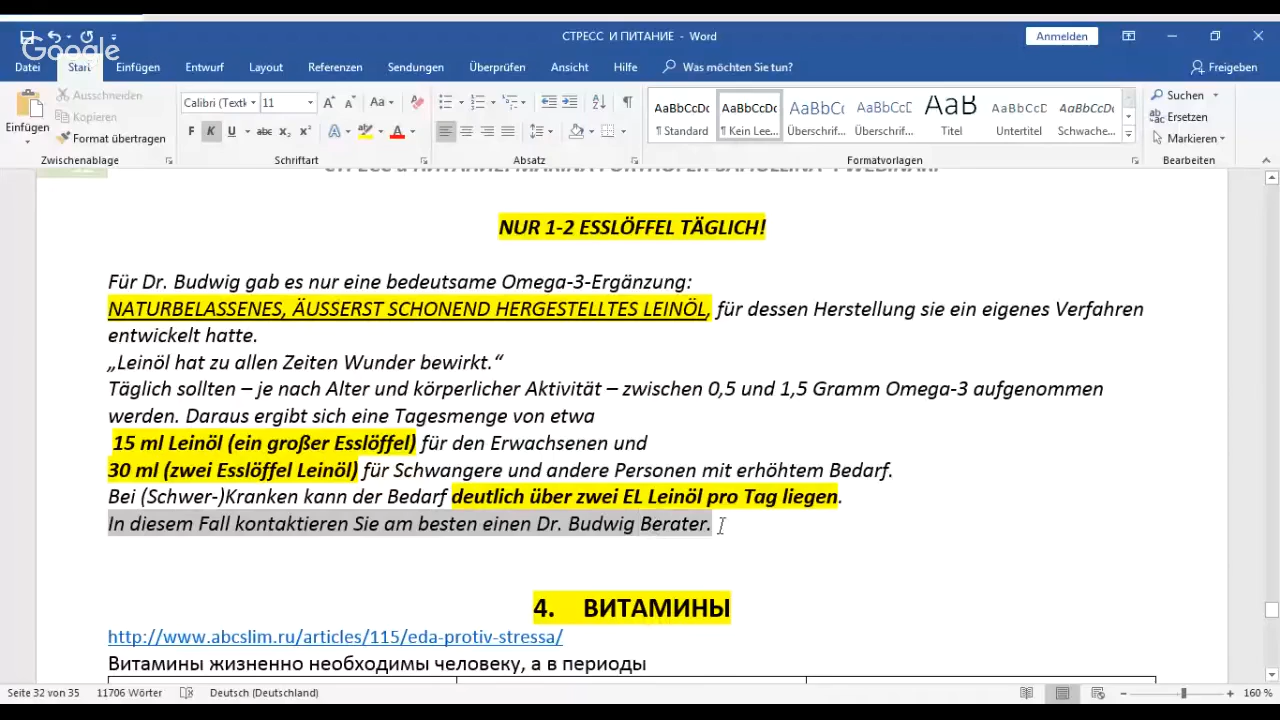 СТРЕСС И ПИТАНИЕ - Word
Anmelden
Google
Datei Start Einfügen Entwurf Layout Referenzen Sendungen Überprüfen Ansicht Hilfe Was möchten Sie tun? Freigeben
Einfügen
Ausschneiden
Kopieren
Format übertragen
Zwischenablage
Calibri (Textk 11
F K U abc x₂ x²
Schriftart
Absatz
AaBbCcDc AaBbCcDc AaBbCc AaBbCcD AaB AaBbCcD AaBbCcDc
¶ Standard ¶ Kein Lee... Überschrif... Überschrif... Titel Untertitel Schwache...
Formatvorlagen
Suchen
Ersetzen
Markieren
Bearbeiten
NUR 1-2 ESSLÖFFEL TÄGLICH!
Für Dr. Budwig gab es nur eine bedeutsame Omega-3-Ergänzung:
NATURBELASSENES, ÄUSSERST SCHONEND HERGESTELLTES LEINÖL, für dessen Herstellung sie ein eigenes Verfahren
entwickelt hatte.
„Leinöl hat zu allen Zeiten Wunder bewirkt.“
Täglich sollten – je nach Alter und körperlicher Aktivität – zwischen 0,5 und 1,5 Gramm Omega-3 aufgenommen
werden. Daraus ergibt sich eine Tagesmenge von etwa
15 ml Leinöl (ein großer Esslöffel) für den Erwachsenen und
30 ml (zwei Esslöffel Leinöl) für Schwangere und andere Personen mit erhöhtem Bedarf.
Bei (Schwer-)Kranken kann der Bedarf deutlich über zwei EL Leinöl pro Tag liegen.
In diesem Fall kontaktieren Sie am besten einen Dr. Budwig Berater.
4. ВИТАМИНЫ
http://www.abcslim.ru/articles/115/eda-protiv-stressa/
Витамины жизненно необходимы человеку, а в периоды
Seite 32 von 35 11706 Wörter Deutsch (Deutschland) 160 %